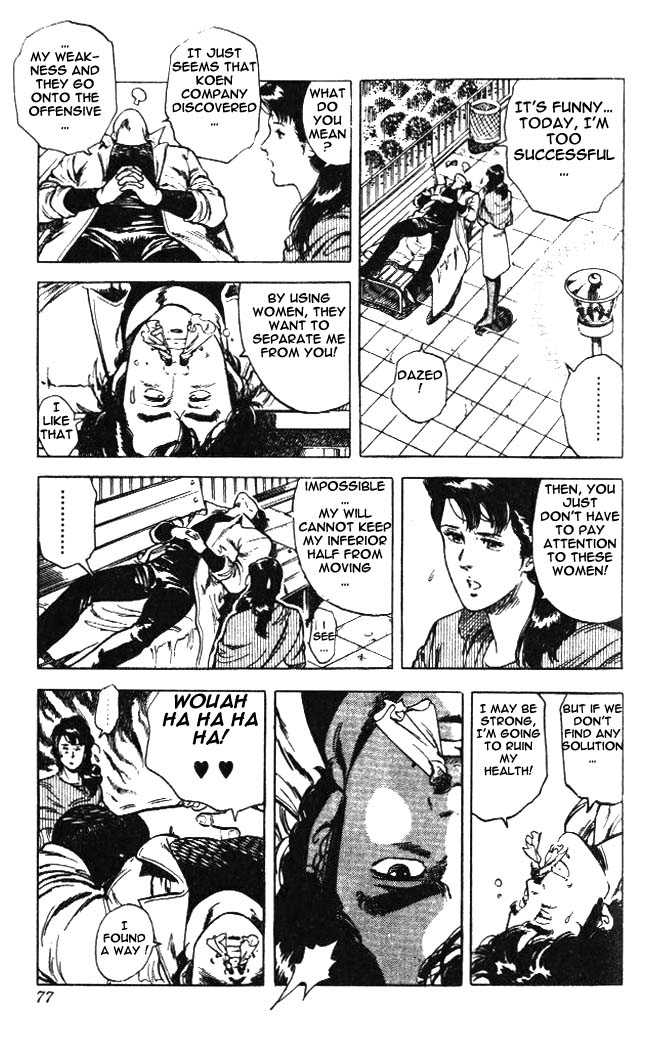 IT'S FUNNY...
TODAY, I'M
TOO
SUCCESSFUL
...
DAZED
!
.......
WHAT
DO
YOU
MEAN
?
IT JUST
SEEMS THAT
KOEN
COMPANY
DISCOVERED
...
...
MY WEAK-
NESS AND
THEY GO
ONTO THE
OFFENSIVE
...
BY USING
WOMEN, THEY
WANT TO
SEPARATE ME
FROM YOU!
I
LIKE
THAT
THEN, YOU
JUST
DON'T HAVE
TO PAY
ATTENTION
TO THESE
WOMEN!
IMPOSSIBLE
...
MY WILL
CANNOT KEEP
MY INFERIOR
HALF FROM
MOVING
...
I
SEE
...
.......
BUT IF WE
DON'T
FIND ANY
SOLUTION
...
I MAY BE
STRONG,
I'M GOING
TO RUIN
MY
HEALTH!
WOUAH
HA HA HA
HA!
♥ ♥
......
I
FOUND
A WAY !
77